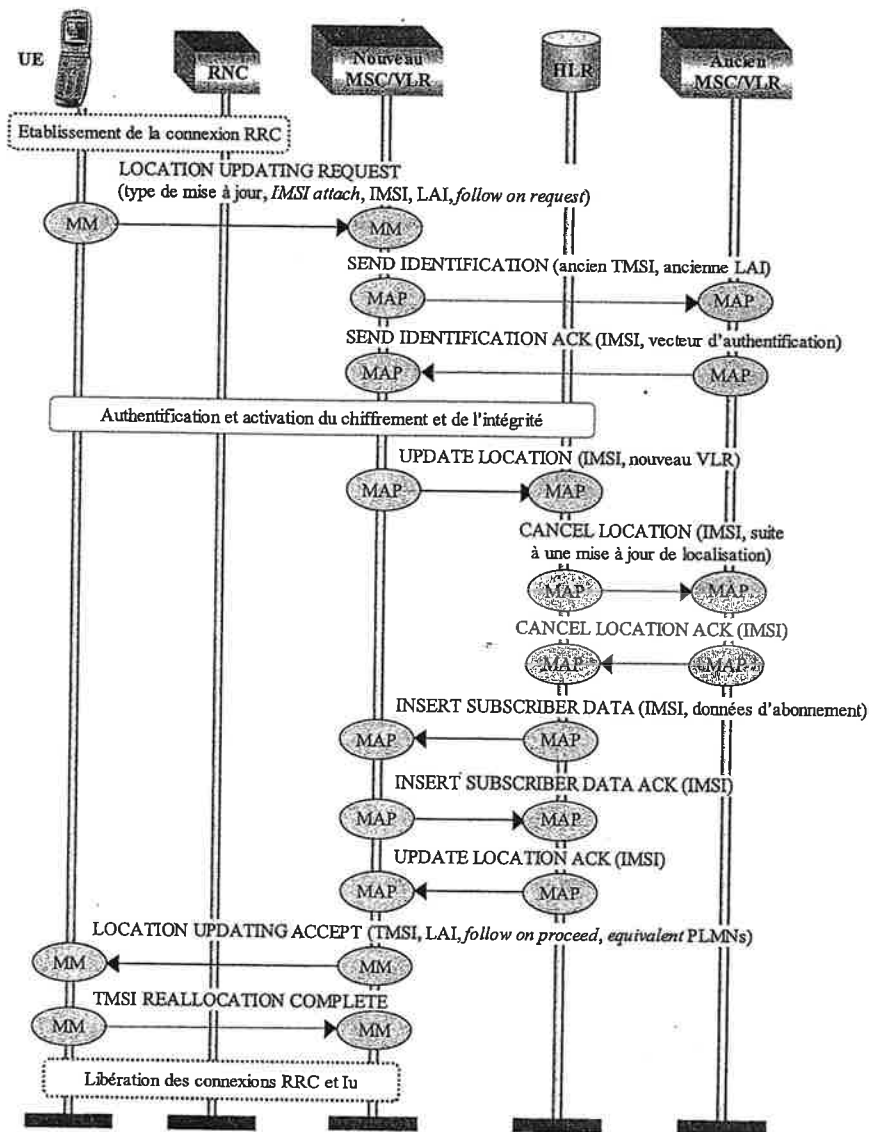 UE
RNC
Nouveau
MSC/VLR
HLR
Ancien
MSC/VLR
Etablissement de la connexion RRC
LOCATION UPDATING REQUEST
(type de mise à jour, IMSI attach, IMSI, LAI, follow on request)
MM
MM
SEND IDENTIFICATION (ancien TMSI, ancienne LAI)
MAP
MAP
SEND IDENTIFICATION ACK (IMSI, vecteur d'authentification)
MAP
MAP
Authentification et activation du chiffrement et de l'intégrité
UPDATE LOCATION (IMSI, nouveau VLR)
MAP
MAP
CANCEL LOCATION (IMSI, suite
à une mise à jour de localisation)
MAP
MAP
CANCEL LOCATION ACK (IMSI)
MAP
MAP
INSERT SUBSCRIBER DATA (IMSI, données d'abonnement)
MAP
MAP
INSERT SUBSCRIBER DATA ACK (IMSI)
MAP
MAP
UPDATE LOCATION ACK (IMSI)
MAP
MAP
LOCATION UPDATING ACCEPT (TMSI, LAI, follow on proceed, equivalent PLMNs)
MM
MM
TMSI REALLOCATION COMPLETE
MM
MM
Libération des connexions RRC et Iu